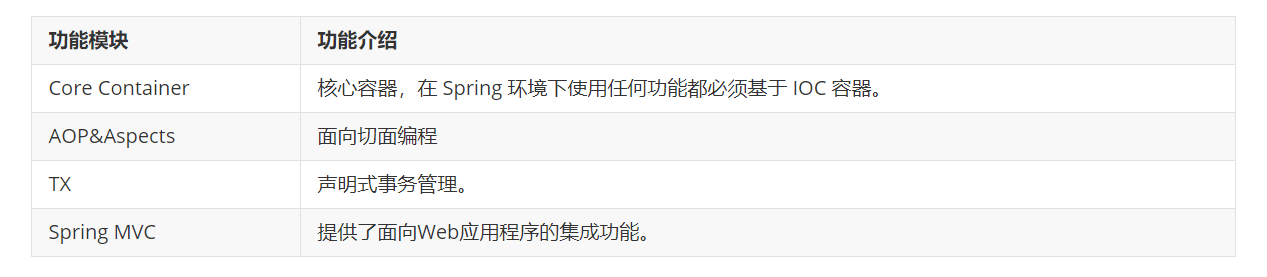 功能模块 功能介绍
Core Container 核心容器，在 Spring 环境下使用任何功能都必须基于 IOC 容器。
AOP&Aspects 面向切面编程
TX 声明式事务管理。
Spring MVC 提供了面向Web应用程序的集成功能。